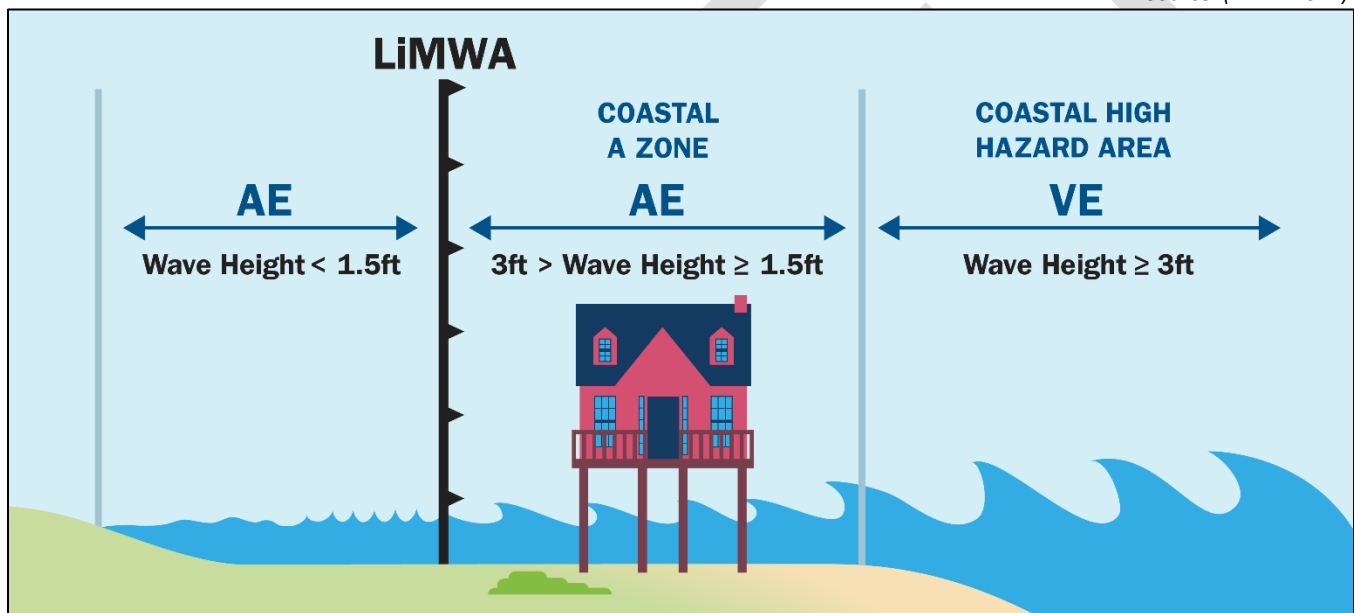 LiMWA
COASTAL
A ZONE
COASTAL HIGH
HAZARD AREA
AE
AE
VE
Wave Height < 1.5ft
3ft > Wave Height ≥ 1.5ft
Wave Height ≥ 3ft